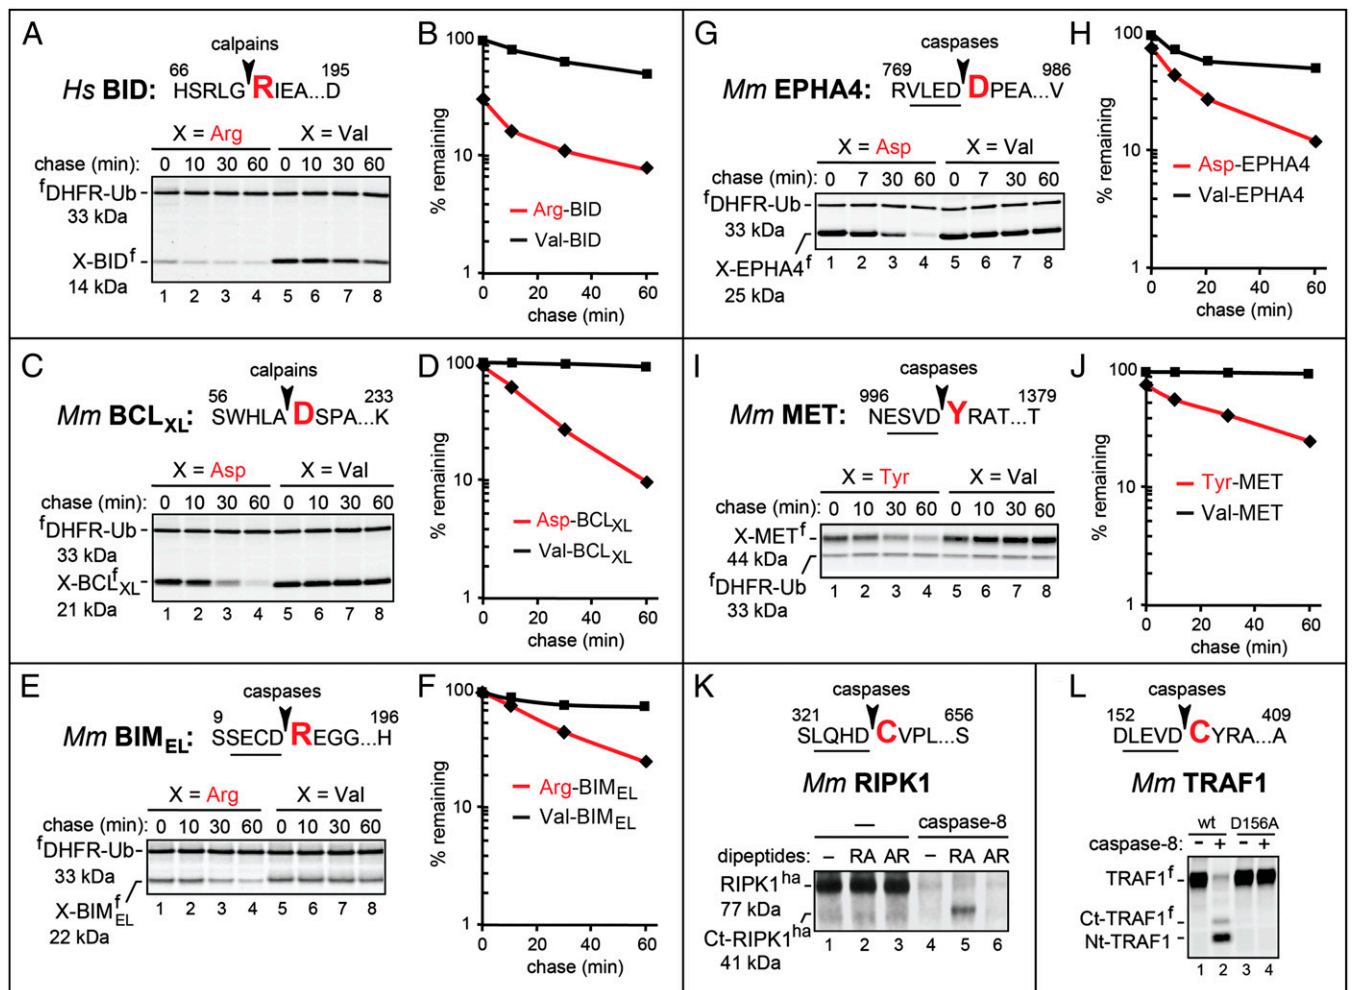 A
calpains
66 195
Hs BID: HSRLG R IEA...D
X = Arg X = Val
chase (min): 0 10 30 60 0 10 30 60
fDHFR-Ub
33 kDa
X-BIDf
14 kDa
1 2 3 4 5 6 7 8
B
100
10
1
% remaining
Arg-BID
Val-BID
0 20 40 60
chase (min)
C
calpains
56 233
Mm BCLXL: SWHLA D SPA...K
X = Asp X = Val
chase (min): 0 10 30 60 0 10 30 60
fDHFR-Ub
33 kDa
X-BCLfXL
21 kDa
1 2 3 4 5 6 7 8
D
100
10
1
% remaining
Asp-BCLXL
Val-BCLXL
0 20 40 60
chase (min)
E
caspases
9 196
Mm BIMEL: SSECD R EGG...H
X = Arg X = Val
chase (min): 0 10 30 60 0 10 30 60
fDHFR-Ub
33 kDa
X-BIMfEL
22 kDa
1 2 3 4 5 6 7 8
F
100
10
1
% remaining
Arg-BIMEL
Val-BIMEL
0 20 40 60
chase (min)
G
caspases
769 986
Mm EPHA4: RVLED D PEA...V
X = Asp X = Val
chase (min): 0 7 30 60 0 7 30 60
fDHFR-Ub
33 kDa
X-EPHA4f
25 kDa
1 2 3 4 5 6 7 8
H
100
10
1
% remaining
Asp-EPHA4
Val-EPHA4
0 20 40 60
chase (min)
I
caspases
996 1379
Mm MET: NESVD Y RAT...T
X = Tyr X = Val
chase (min): 0 10 30 60 0 10 30 60
X-METf
44 kDa
fDHFR-Ub
33 kDa
1 2 3 4 5 6 7 8
J
100
10
1
% remaining
Tyr-MET
Val-MET
0 20 40 60
chase (min)
K
caspases
321 656
SLQHD C VPL...S
Mm RIPK1
— caspase-8
dipeptides: – RA AR – RA AR
RIPK1ha
77 kDa
Ct-RIPK1ha
41 kDa
1 2 3 4 5 6
L
caspases
152 409
DLEVD C YRA...A
Mm TRAF1
wt D156A
caspase-8: – + – +
TRAF1f
Ct-TRAF1f
Nt-TRAF1
1 2 3 4